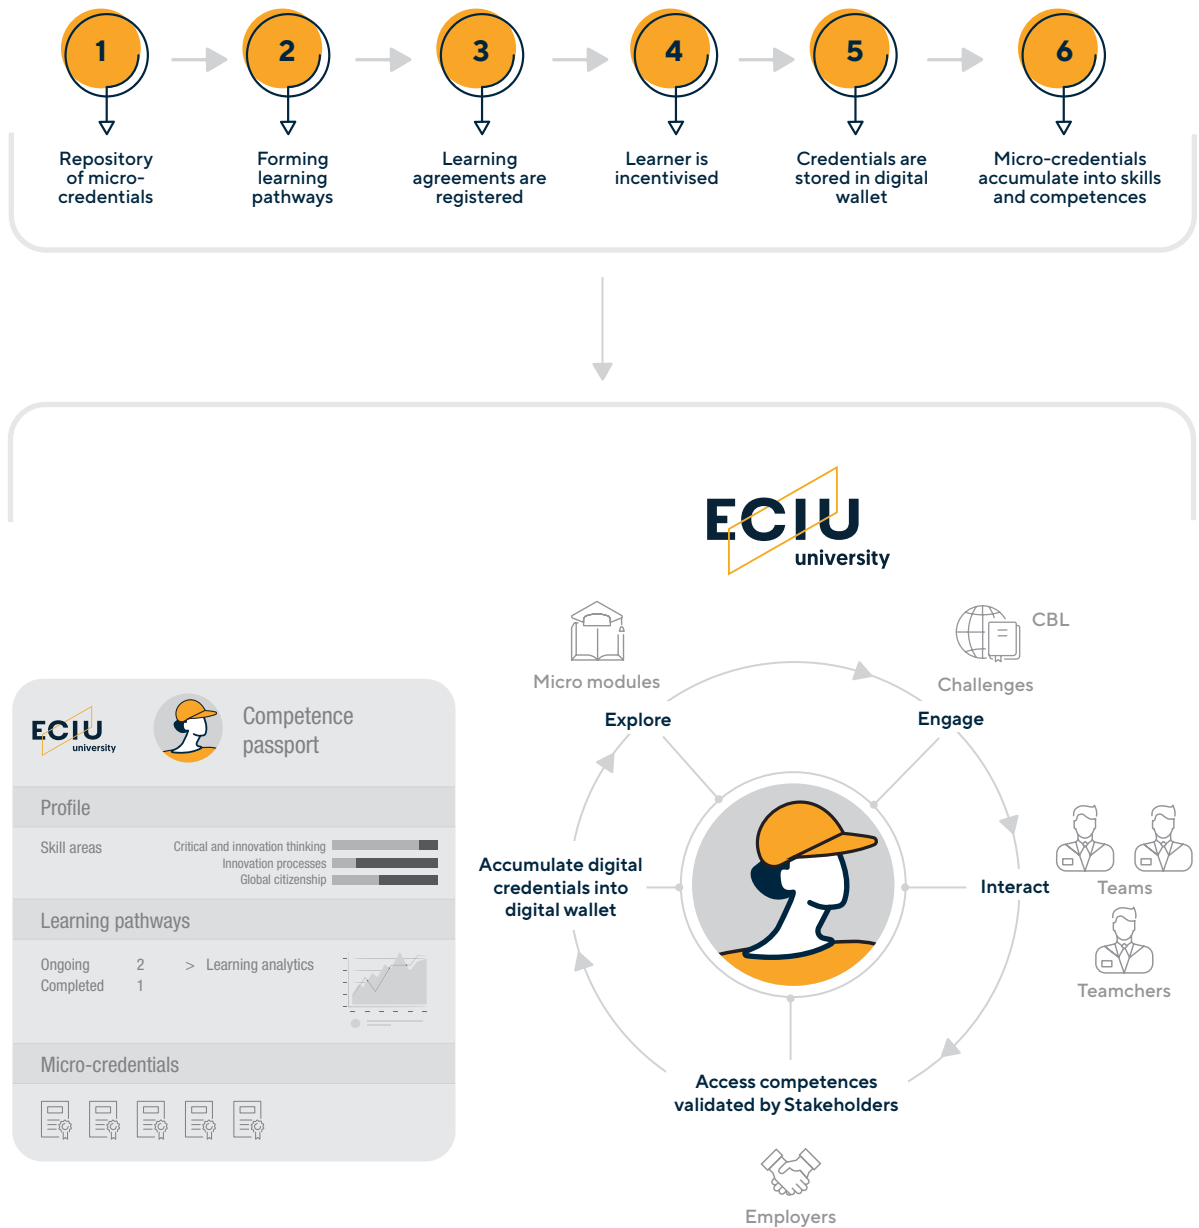 1
2
3
4
5
6
Repository
of micro-
credentials
Forming
learning
pathways
Learning
agreements are
registered
Learner is
incentivised
Credentials are
stored in digital
wallet
Micro-credentials
accumulate into skills
and competences
ECIU
university
Micro modules
CBL
Challenges
Explore
Engage
Accumulate digital
credentials into
digital wallet
Interact
Teams
Teamchers
Access competences
validated by Stakeholders
Employers
ECIU
university
Competence
passport
Profile
Skill areas
Critical and innovation thinking
Innovation processes
Global citizenship
Learning pathways
Ongoing 2 > Learning analytics
Completed 1
Micro-credentials